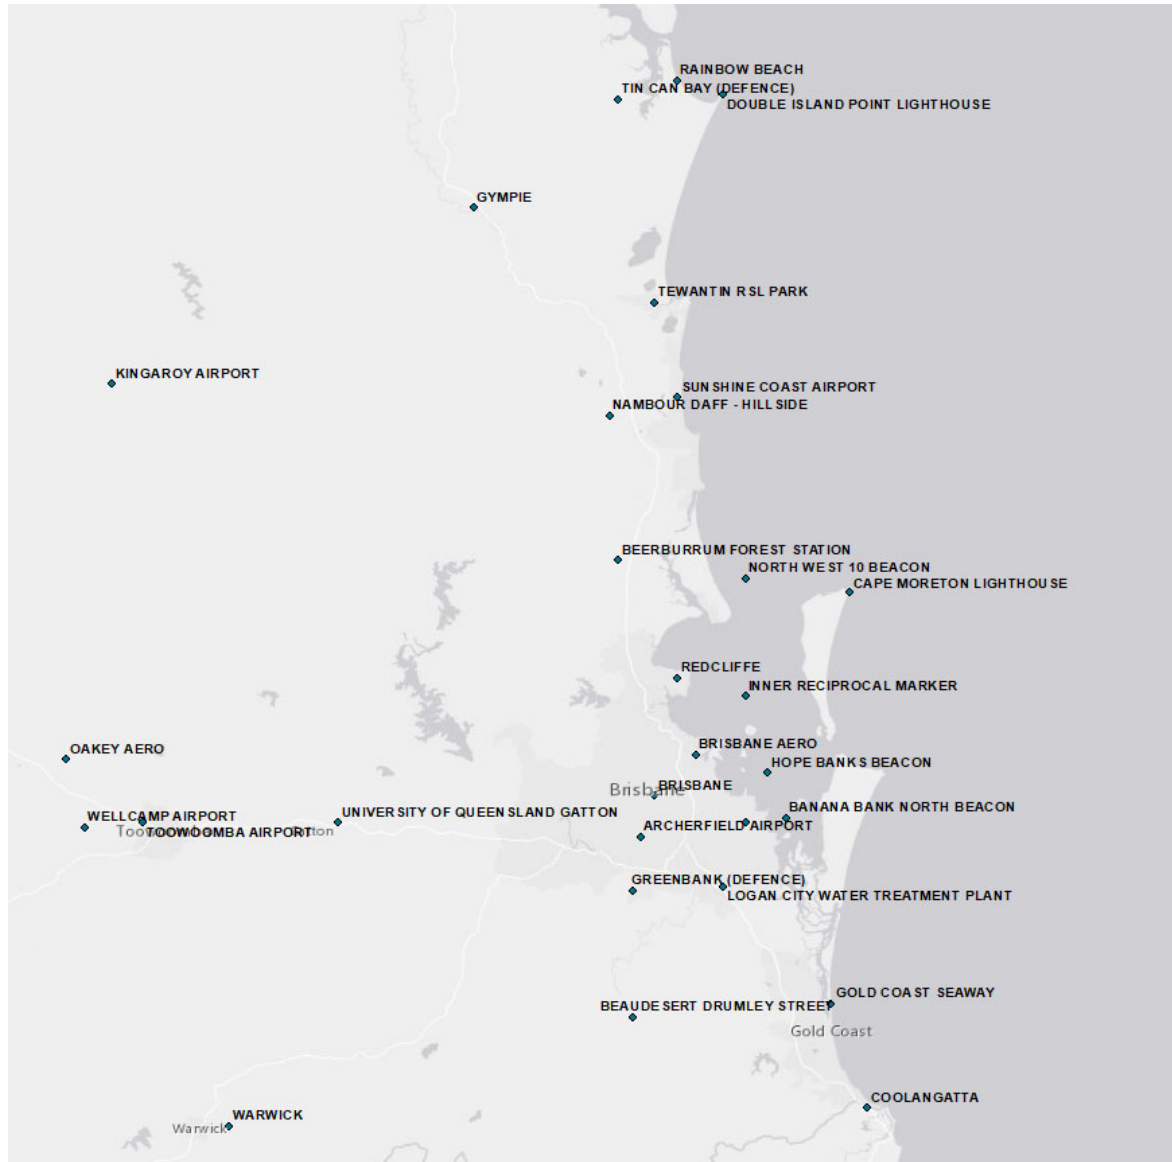 RAINBOW BEACH
TIN CAN BAY (DEFENCE)
DOUBLE ISLAND POINT LIGHTHOUSE
GYMPIE
TEWANTIN RSL PARK
KINGAROY AIRPORT
SUNSHINE COAST AIRPORT
NAMBOUR DAFF - HILLSIDE
BEERBURRUM FOREST STATION
NORTH WEST 10 BEACON
CAPE MORETON LIGHTHOUSE
REDCLIFFE
INNER RECIPROCAL MARKER
OAKEY AERO
BRISBANE AERO
HOPE BANKS BEACON
Brisbane
BRISBANE
BANANA BANK NORTH BEACON
WELLCAMP AIRPORT
UNIVERSITY OF QUEENSLAND GATTON
ARCHERFIELD AIRPORT
TOOWOOMBA AIRPORT
GREENBANK (DEFENCE)
LOGAN CITY WATER TREATMENT PLANT
GOLD COAST SEAWAY
BEAUDESERT DRUMLEY STREET
Gold Coast
COOLANGATTA
WARWICK
Warwick